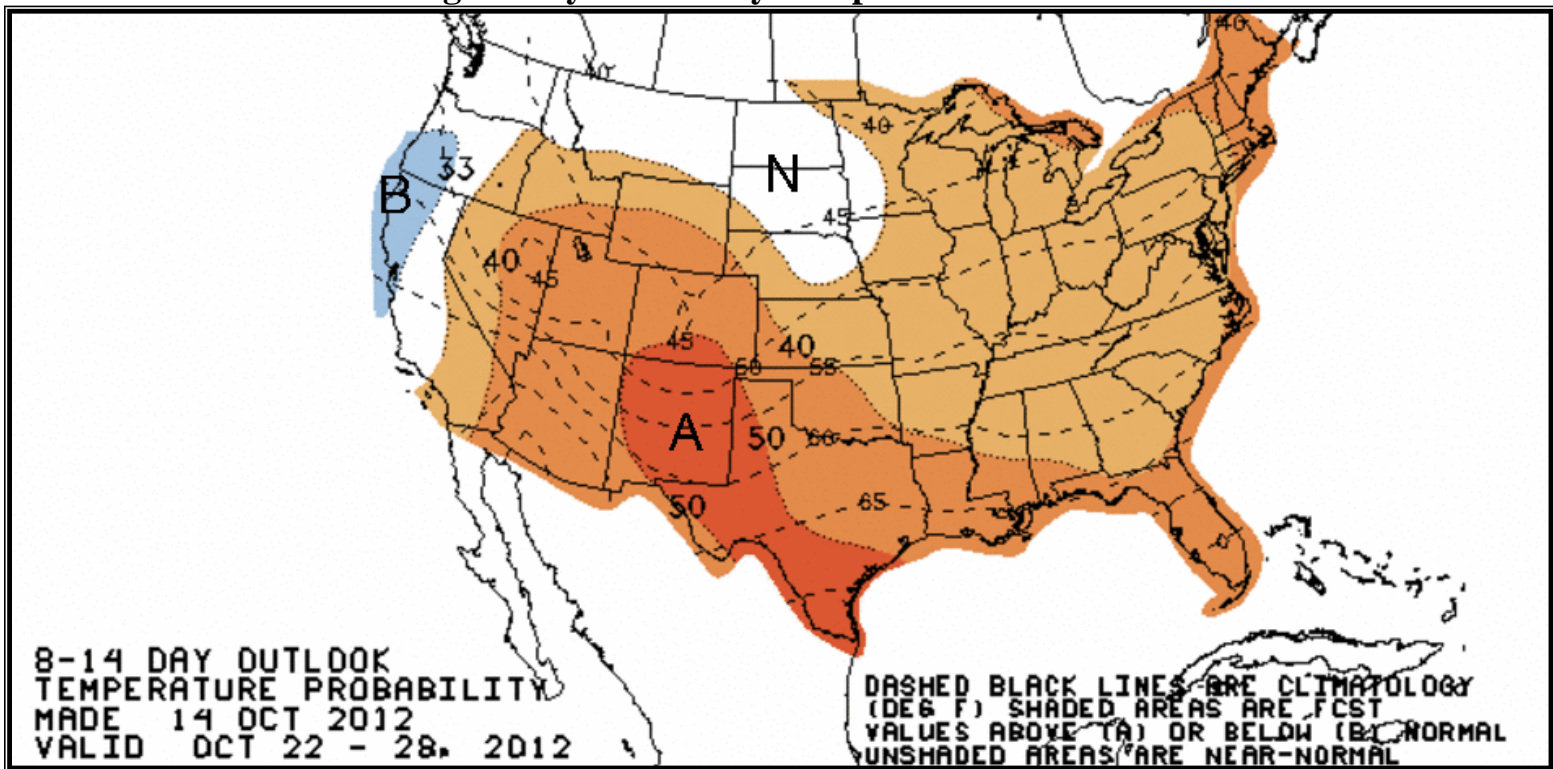 40
40
40
33
B
N
45
40
45
45
40
50
55
A
50
60
50
65
8-14 DAY OUTLOOK
TEMPERATURE PROBABILITY
MADE 14 OCT 2012
VALID OCT 22 - 28, 2012
DASHED BLACK LINES ARE CLIMATOLOGY
(DEG F) SHADED AREAS ARE FCST
VALUES ABOVE (A) OR BELOW (B) NORMAL
UNSHADED AREAS ARE NEAR-NORMAL